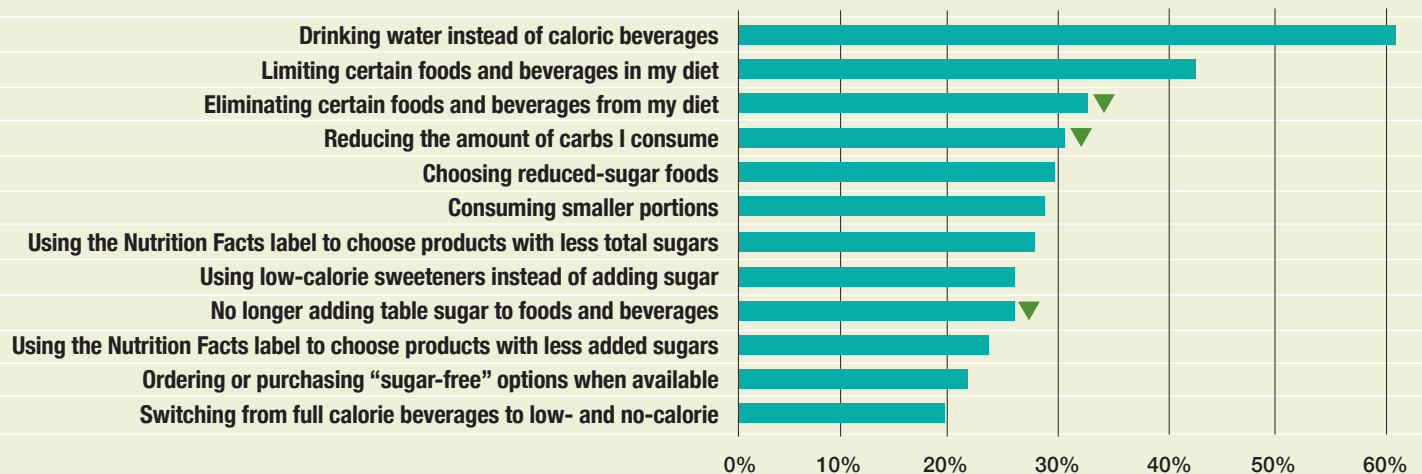 Drinking water instead of caloric beverages
Limiting certain foods and beverages in my diet
Eliminating certain foods and beverages from my diet
Reducing the amount of carbs I consume
Choosing reduced-sugar foods
Consuming smaller portions
Using the Nutrition Facts label to choose products with less total sugars
Using low-calorie sweeteners instead of adding sugar
No longer adding table sugar to foods and beverages
Using the Nutrition Facts label to choose products with less added sugars
Ordering or purchasing “sugar-free” options when available
Switching from full calorie beverages to low- and no-calorie
0% 10% 20% 30% 40% 50% 60%